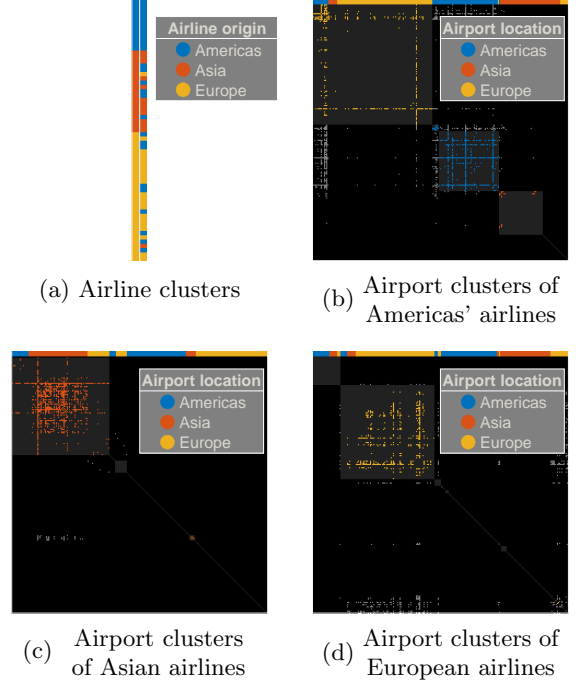 Airline origin
Americas
Asia
Europe
(a) Airline clusters
Airport location
Americas
Asia
Europe
(b) Airport clusters of
Americas' airlines
Airport location
Americas
Asia
Europe
(c) Airport clusters
of Asian airlines
Airport location
Americas
Asia
Europe
(d) Airport clusters of
European airlines